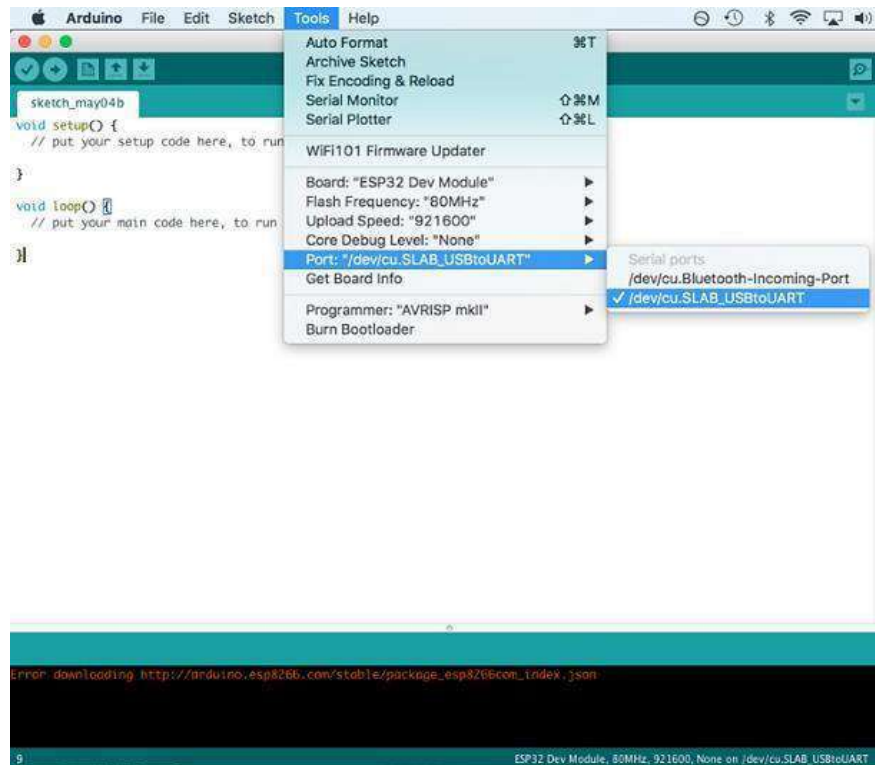 Arduino File Edit Sketch Tools Help
sketch_may04b
void setup() {
// put your setup code here, to run
}
void loop() {
// put your main code here, to run
}
Auto Format ⌘T
Archive Sketch
Fix Encoding & Reload
Serial Monitor ⇧⌘M
Serial Plotter ⇧⌘L
WiFi101 Firmware Updater
Board: "ESP32 Dev Module"
Flash Frequency: "80MHz"
Upload Speed: "921600"
Core Debug Level: "None"
Port: "/dev/cu.SLAB_USBtoUART"
Get Board Info
Programmer: "AVRISP mkII"
Burn Bootloader
Serial ports
/dev/cu.Bluetooth-Incoming-Port
✓ /dev/cu.SLAB_USBtoUART
Error downloading http://arduino.esp8266.com/stable/package_esp8266com_index.json
9 ESP32 Dev Module, 80MHz, 921600, None on /dev/cu.SLAB_USBtoUART